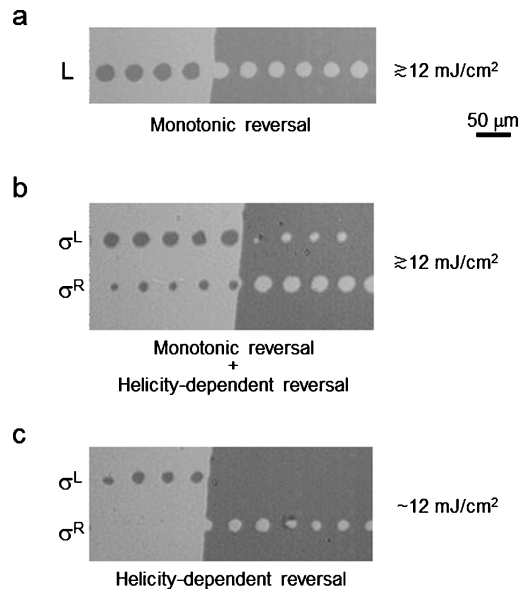 a
L
≳12 mJ/cm²
Monotonic reversal
50 μm
b
σᴸ
≳12 mJ/cm²
σᴿ
Monotonic reversal
+
Helicity-dependent reversal
c
σᴸ
~12 mJ/cm²
σᴿ
Helicity-dependent reversal